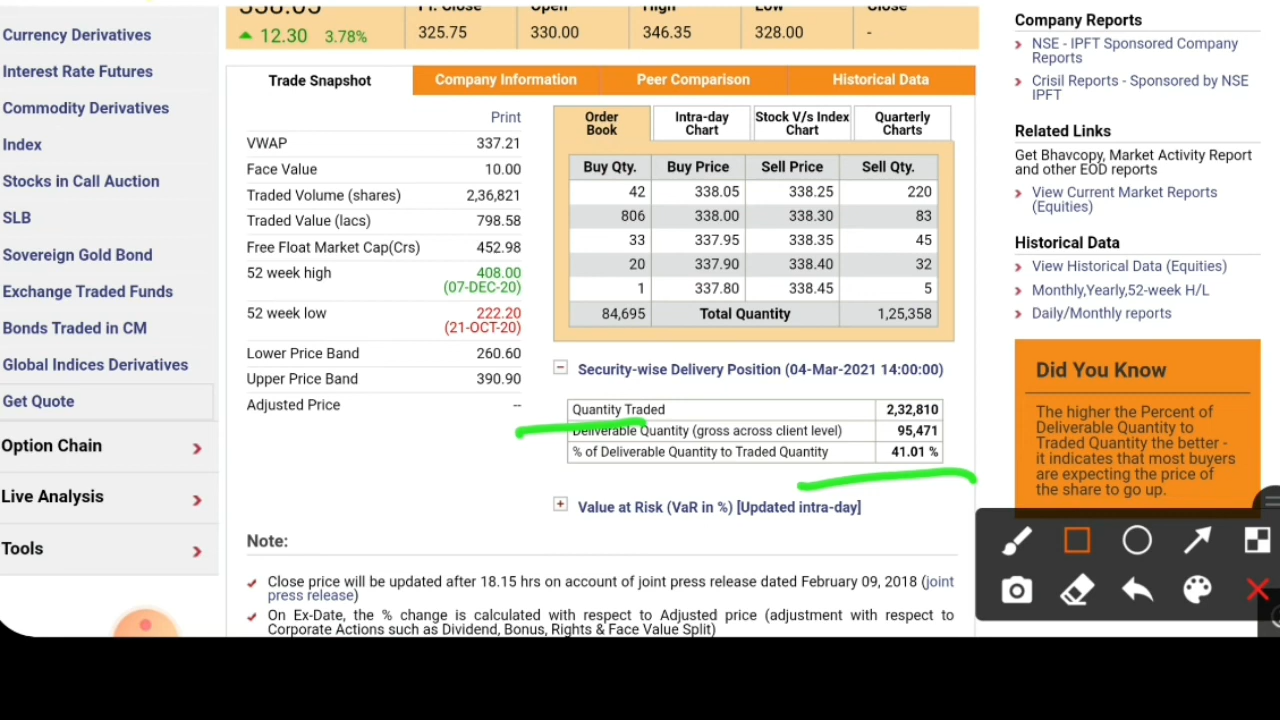 Currency Derivatives
Interest Rate Futures
Commodity Derivatives
Index
Stocks in Call Auction
SLB
Sovereign Gold Bond
Exchange Traded Funds
Bonds Traded in CM
Global Indices Derivatives
Get Quote
Option Chain
Live Analysis
Tools
12.30 3.78%
Open High Low Close
325.75 330.00 346.35 328.00 -
Trade Snapshot Company Information Peer Comparison Historical Data
Print
VWAP 337.21
Face Value 10.00
Traded Volume (shares) 2,36,821
Traded Value (lacs) 798.58
Free Float Market Cap(Crs) 452.98
52 week high 408.00
(07-DEC-20)
52 week low 222.20
(21-OCT-20)
Lower Price Band 260.60
Upper Price Band 390.90
Adjusted Price --
Order Book Intra-day Chart Stock V/s Index Chart Quarterly Charts
Buy Qty. Buy Price Sell Price Sell Qty.
42 338.05 338.25 220
806 338.00 338.30 83
33 337.95 338.35 45
20 337.90 338.40 32
1 337.80 338.45 5
84,695 Total Quantity 1,25,358
Security-wise Delivery Position (04-Mar-2021 14:00:00)
Quantity Traded 2,32,810
Deliverable Quantity (gross across client level) 95,471
% of Deliverable Quantity to Traded Quantity 41.01 %
Value at Risk (VaR in %) [Updated intra-day]
Note:
Close price will be updated after 18.15 hrs on account of joint press release dated February 09, 2018 (joint
press release)
On Ex-Date, the % change is calculated with respect to Adjusted price (adjustment with respect to
Corporate Actions such as Dividend, Bonus, Rights & Face Value Split)
Company Reports
NSE - IPFT Sponsored Company
Reports
Crisil Reports - Sponsored by NSE
IPFT
Related Links
Get Bhavcopy, Market Activity Report
and other EOD reports
View Current Market Reports
(Equities)
Historical Data
View Historical Data (Equities)
Monthly,Yearly,52-week H/L
Daily/Monthly reports
Did You Know
The higher the Percent of
Deliverable Quantity to
Traded Quantity the better -
it indicates that most buyers
are expecting the price of
the share to go up.